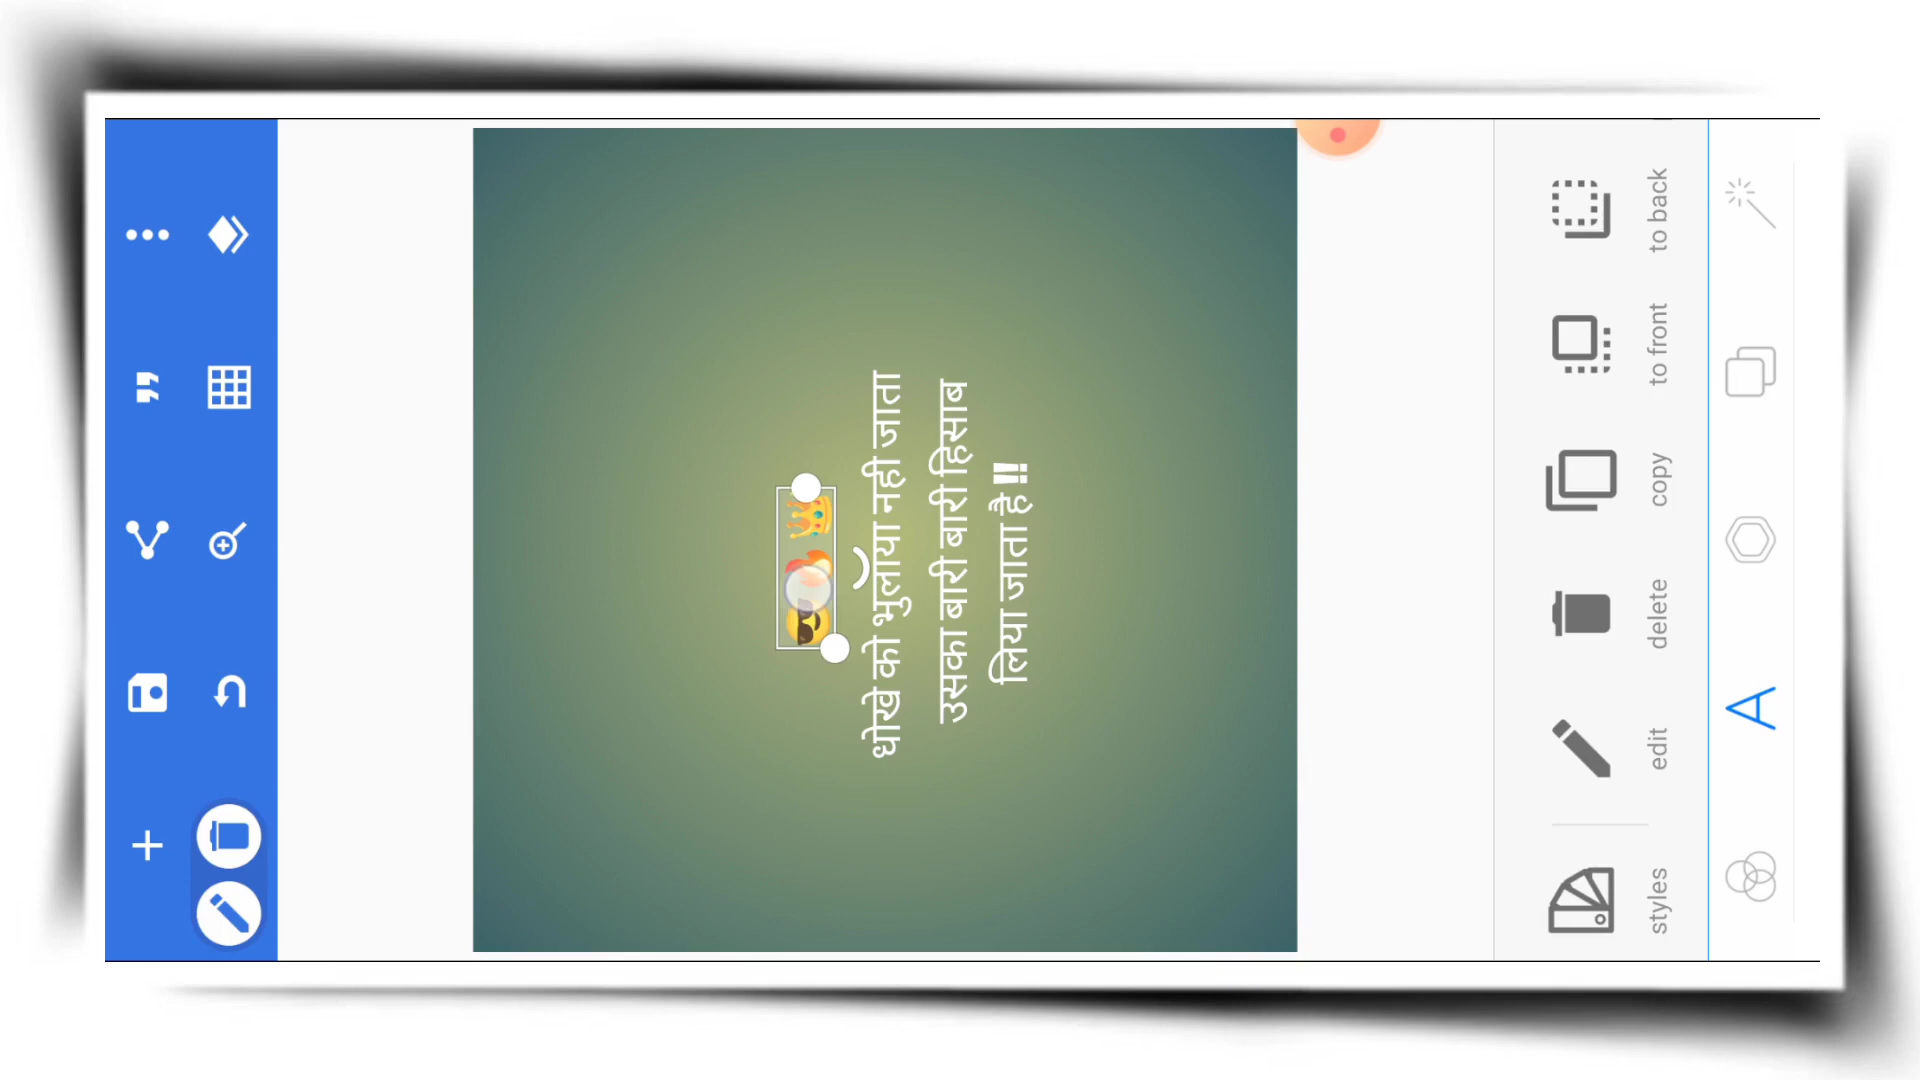 😎 👑
धोखे को भुलाया नही जाता
उसका बारी बारी हिसाब
लिया जाता है !!
styles
edit
delete
copy
to front
to back